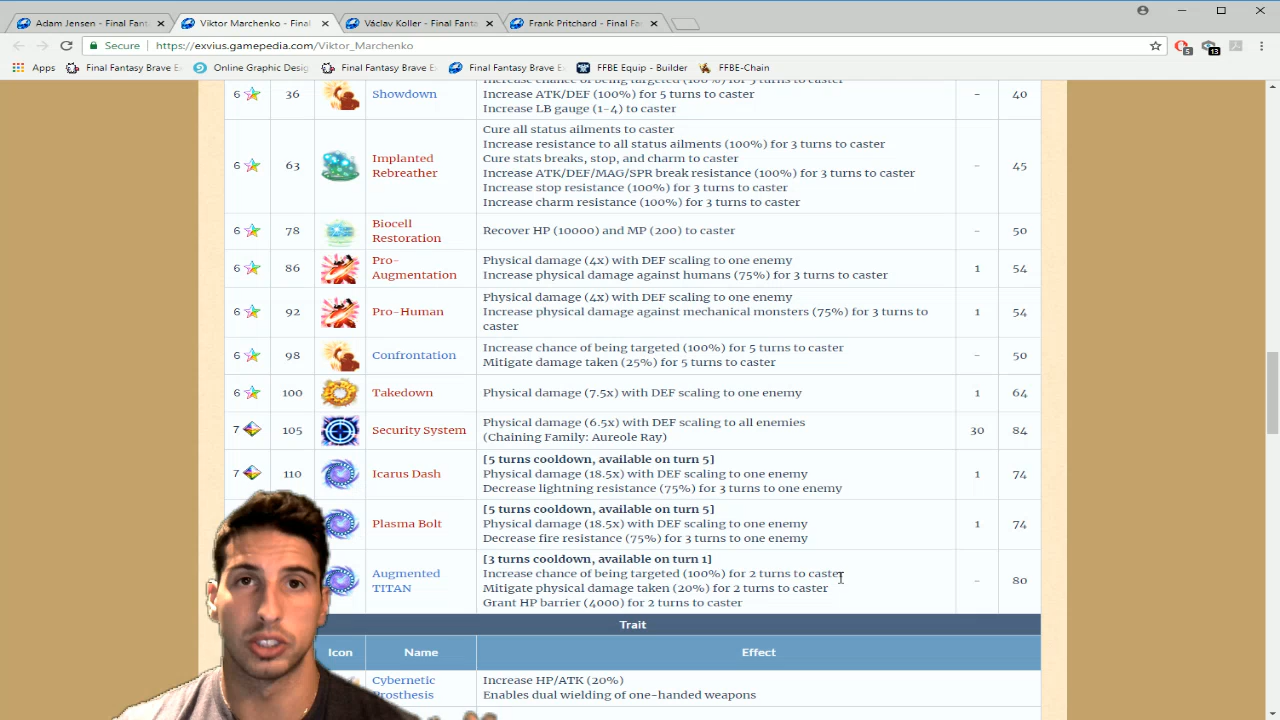 Adam Jensen - Final Fant
Viktor Marchenko - Final
Václav Koller - Final Fanta
Frank Pritchard - Final Fa
Secure https://exvius.gamepedia.com/Viktor_Marchenko
5
13
Apps Final Fantasy Brave E Online Graphic Desig Final Fantasy Brave E Final Fantasy Brave E FFBE Equip - Builder FFBE-Chain
6 36 Showdown
Increase chance of being targeted (100%) for 5 turns to caster
Increase ATK/DEF (100%) for 5 turns to caster
Increase LB gauge (1-4) to caster
- 40
6 63 Implanted
Rebreather
Cure all status ailments to caster
Increase resistance to all status ailments (100%) for 3 turns to caster
Cure stats breaks, stop, and charm to caster
Increase ATK/DEF/MAG/SPR break resistance (100%) for 3 turns to caster
Increase stop resistance (100%) for 3 turns to caster
Increase charm resistance (100%) for 3 turns to caster
- 45
6 78 Biocell
Restoration
Recover HP (10000) and MP (200) to caster
- 50
6 86 Pro-
Augmentation
Physical damage (4x) with DEF scaling to one enemy
Increase physical damage against humans (75%) for 3 turns to caster
1 54
6 92 Pro-Human
Physical damage (4x) with DEF scaling to one enemy
Increase physical damage against mechanical monsters (75%) for 3 turns to
caster
1 54
6 98 Confrontation
Increase chance of being targeted (100%) for 5 turns to caster
Mitigate damage taken (25%) for 5 turns to caster
- 50
6 100 Takedown
Physical damage (7.5x) with DEF scaling to one enemy
1 64
7 105 Security System
Physical damage (6.5x) with DEF scaling to all enemies
(Chaining Family: Aureole Ray)
30 84
7 110 Icarus Dash
[5 turns cooldown, available on turn 5]
Physical damage (18.5x) with DEF scaling to one enemy
Decrease lightning resistance (75%) for 3 turns to one enemy
1 74
Plasma Bolt
[5 turns cooldown, available on turn 5]
Physical damage (18.5x) with DEF scaling to one enemy
Decrease fire resistance (75%) for 3 turns to one enemy
1 74
Augmented
TITAN
[3 turns cooldown, available on turn 1]
Increase chance of being targeted (100%) for 2 turns to caster
Mitigate physical damage taken (20%) for 2 turns to caster
Grant HP barrier (4000) for 2 turns to caster
- 80
Trait
Icon Name Effect
Cybernetic
Prosthesis
Increase HP/ATK (20%)
Enables dual wielding of one-handed weapons